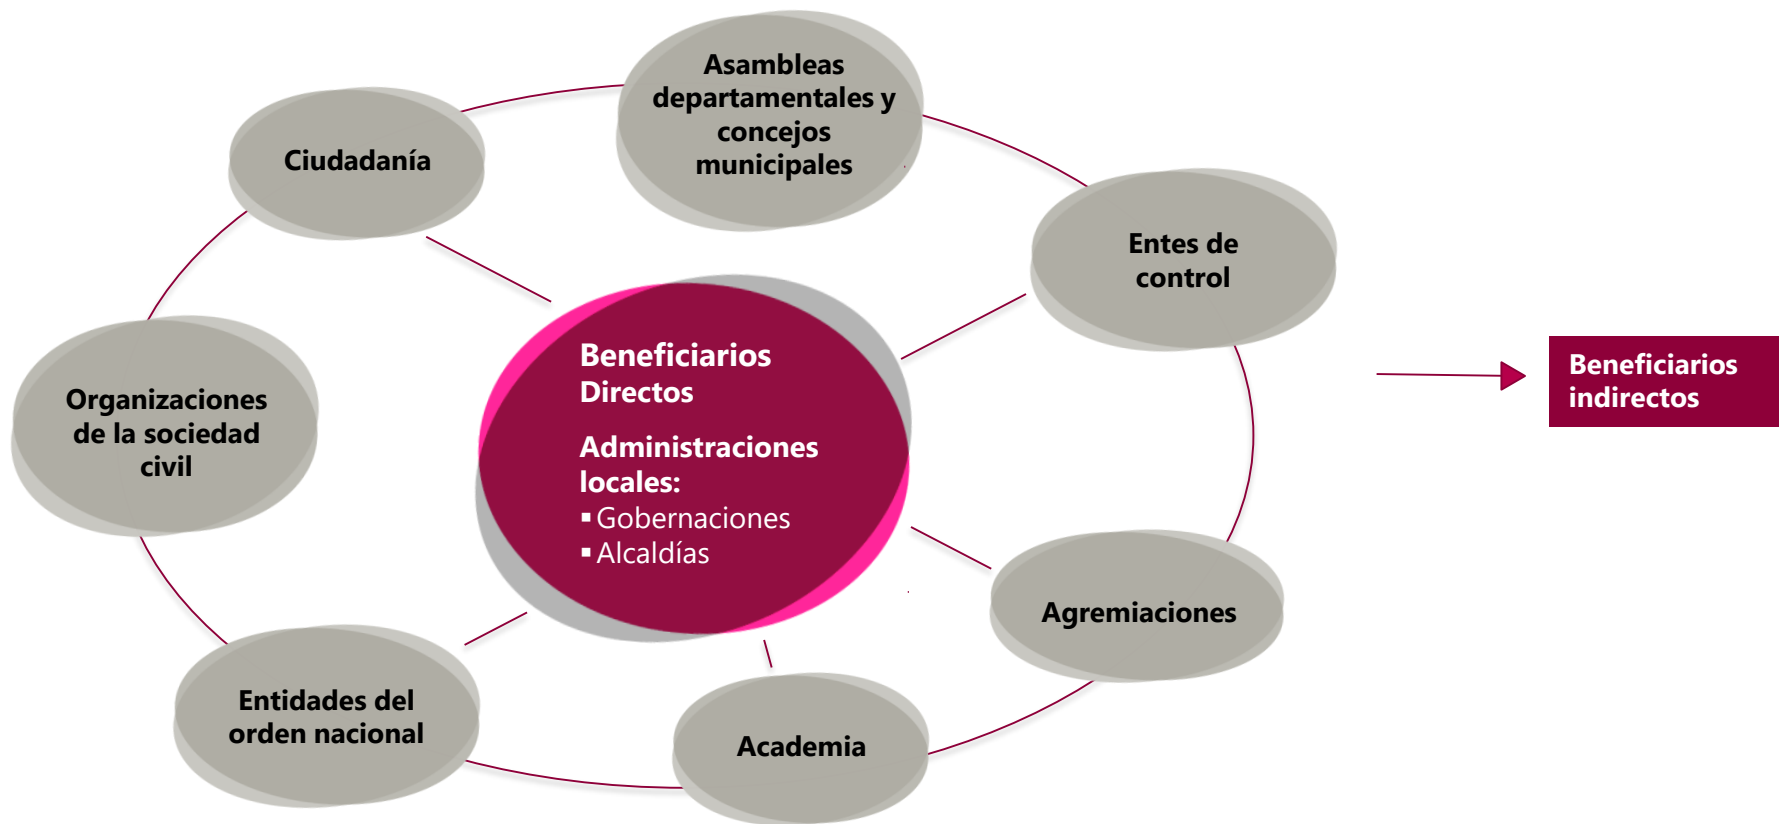 Asambleas
departamentales y
concejos
municipales
Ciudadanía
Entes de
control
Beneficiarios
Directos
Administraciones
locales:
▪ Gobernaciones
▪ Alcaldías
Beneficiarios
indirectos
Organizaciones
de la sociedad
civil
Agremiaciones
Entidades del
orden nacional
Academia